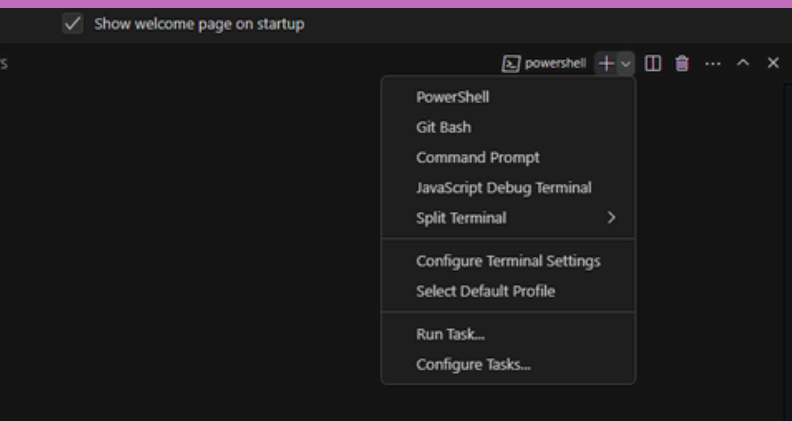 Show welcome page on startup
powershell
PowerShell
Git Bash
Command Prompt
JavaScript Debug Terminal
Split Terminal
Configure Terminal Settings
Select Default Profile
Run Task...
Configure Tasks...